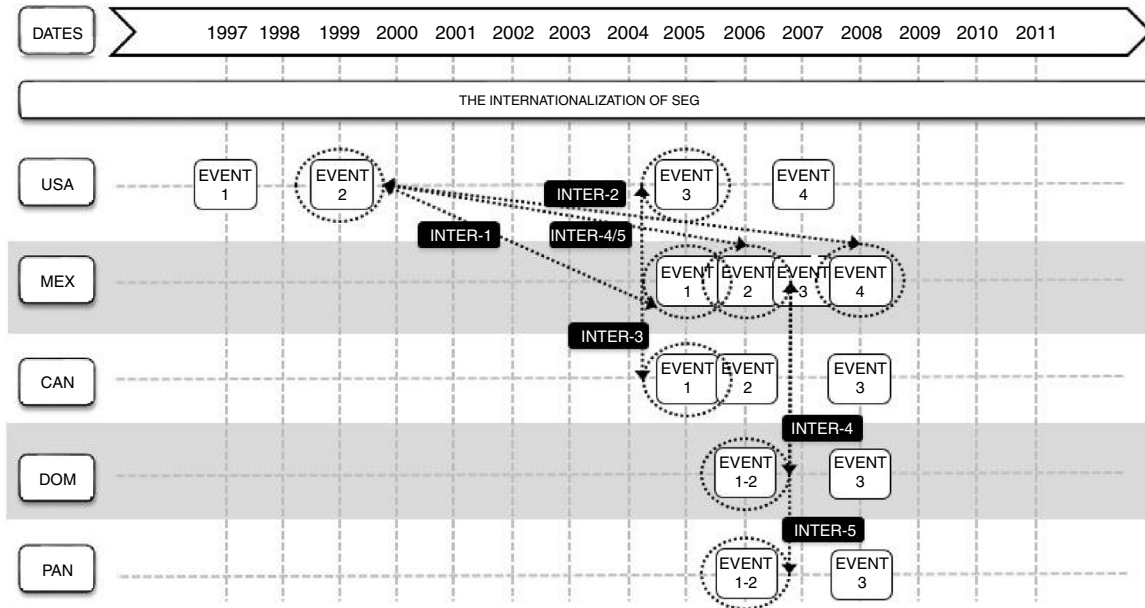 DATES
1997 1998 1999 2000 2001 2002 2003 2004 2005 2006 2007 2008 2009 2010 2011
THE INTERNATIONALIZATION OF SEG
USA
EVENT
1
EVENT
2
INTER-2
EVENT
3
EVENT
4
INTER-1
INTER-4/5
MEX
EVENT
1
EVENT
2
EVENT
3
EVENT
4
INTER-3
CAN
EVENT
1
EVENT
2
EVENT
3
INTER-4
DOM
EVENT
1-2
EVENT
3
INTER-5
PAN
EVENT
1-2
EVENT
3